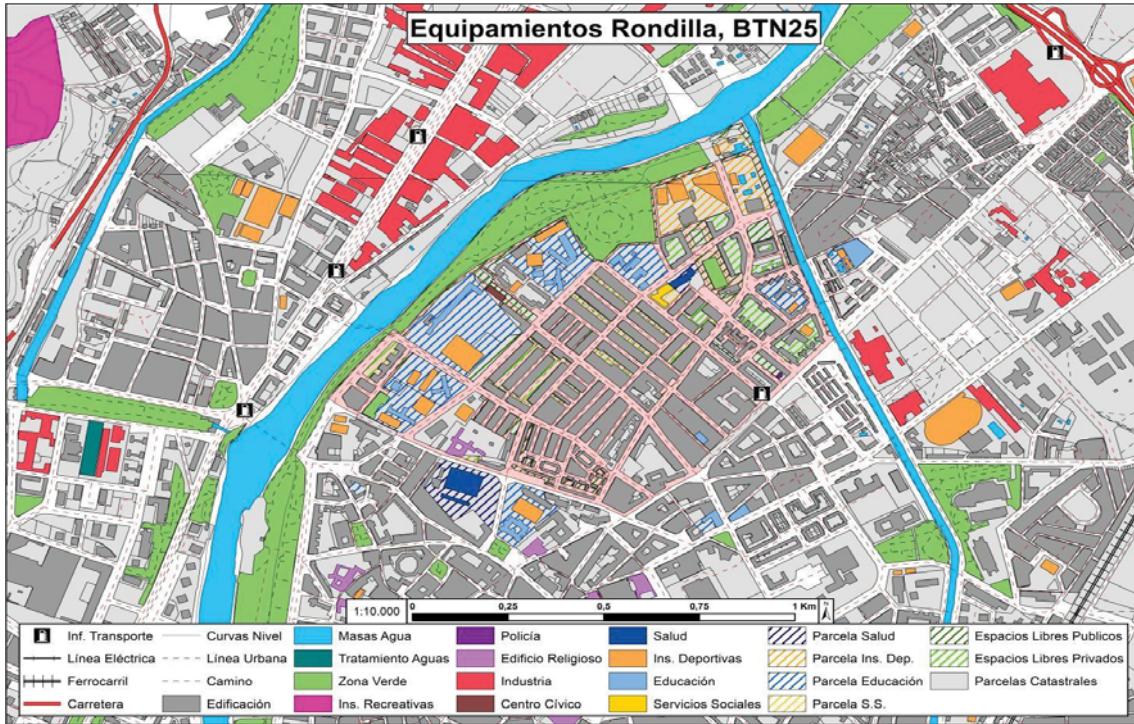 Equipamientos Rondilla, BTN25
1:10.000 0 0,25 0,5 0,75 1 Km
Inf. Transporte Curvas Nivel Masas Agua Policía Salud Parcela Salud Espacios Libres Publicos
Línea Eléctrica Línea Urbana Tratamiento Aguas Edificio Religioso Ins. Deportivas Parcela Ins. Dep. Espacios Libres Privados
Ferrocarril Camino Zona Verde Industria Educación Parcela Educación Parcelas Catastrales
Carretera Edificación Ins. Recreativas Centro Cívico Servicios Sociales Parcela S.S.